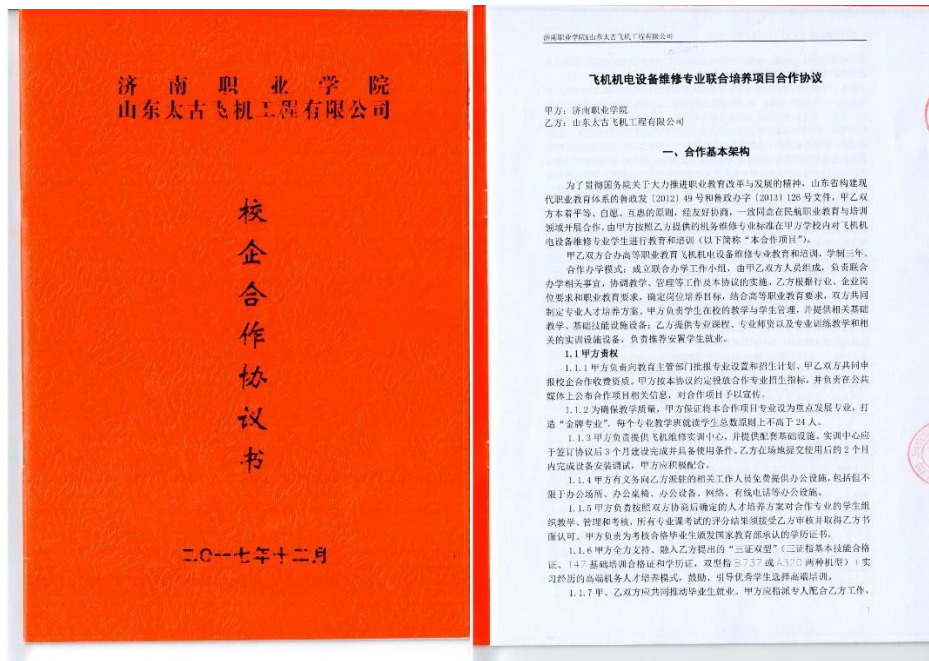 济南职业学院
山东太古飞机工程有限公司
校
企
合
作
协
议
书
二〇一七年十二月
济南职业学院&山东太古飞机工程有限公司
飞机机电设备维修专业联合培养项目合作协议
甲方：济南职业学院
乙方：山东太古飞机工程有限公司
一、合作基本架构
为了贯彻国务院关于大力推进职业教育改革与发展的精神，山东省构建现
代职业教育体系的鲁政发［2012］49 号和鲁政办字［2013］126 号文件，甲乙双
方本着平等、自愿、互惠的原则，经友好协商，一致同意在民航职业教育与培训
领域开展合作，由甲方按照乙方提供的机务维修专业标准在甲方学校内对飞机机
电设备维修专业学生进行教育和培训（以下简称“本合作项目”）。
甲乙双方合办高等职业教育飞机机电设备维修专业教育和培训，学制三年。
合作办学模式：成立联合办学工作小组，由甲乙双方人员组成，负责联合
办学相关事宜，协调教学、管理等工作及本协议的实施。乙方根据行业、企业岗
位要求和职业教育要求，确定岗位培养目标，结合高等职业教育要求，双方共同
制定专业人才培养方案。甲方负责学生在校的教学与学生管理，并提供相关基础
教学、基础技能设施设备；乙方提供专业课程、专业师资以及专业训练教学和相
关的实训设施设备，负责推荐安置学生就业。
1.1 甲方责权
1.1.1 甲方负责向教育主管部门批报专业设置和招生计划，甲乙双方共同申
报校企合作收费资质。甲方按本协议约定投放合作专业招生指标，并负责在公共
媒体上公布合作项目相关信息，对合作项目予以宣传。
1.1.2 为确保教学质量，甲方保证将本合作项目专业设为重点发展专业，打
造“金牌专业”。每个专业教学班就读学生总数原则上不高于 24 人。
1.1.3 甲方负责提供飞机维修实训中心，并提供配套基础设施。实训中心应
于签订协议后 3 个月建设完成并具备使用条件。乙方在场地提交使用后的 2 个月
内完成设备安装调试，甲方应积极配合。
1.1.4 甲方有义务向乙方派驻的相关工作人员免费提供办公设施，包括但不
限于办公场所、办公桌椅、办公设备、网络、有线电话等办公设施。
1.1.5 甲方负责按照双方协商后确定的人才培养方案对合作专业的学生组
织教学、管理和考核，所有专业课考试的评分结果须接受乙方审核并取得乙方书
面认可。甲方负责为考核合格毕业生颁发国家教育部承认的学历证书。
1.1.6 甲方全力支持、融入乙方提出的“三证双型”（三证指基本技能合格
证、147 基础培训合格证和学历证，双型指 B737 或 A320 两种机型）+实
习经历的高端机务人才培养模式，鼓励、引导优秀学生选择高端培训。
1.1.7 甲、乙双方应共同推动毕业生就业。甲方应指派专人配合乙方工作，